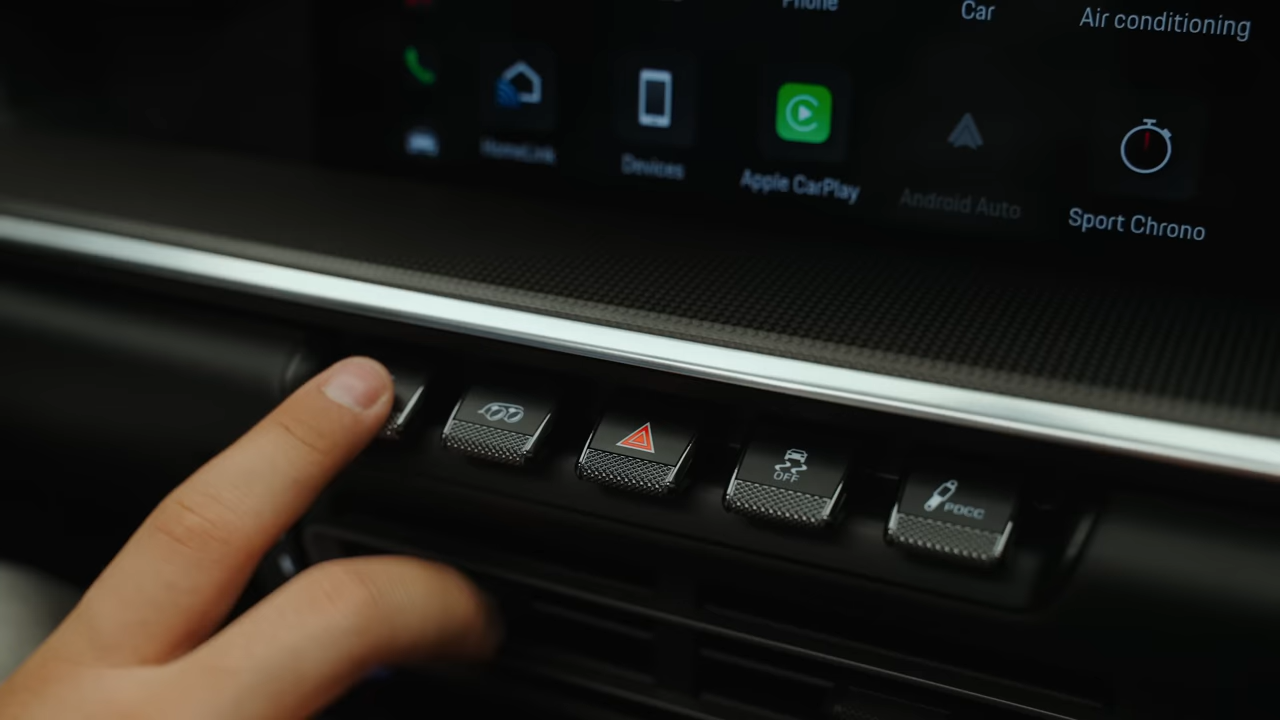 Phone
Car
Air conditioning
HomeLink
Devices
Apple CarPlay
Android Auto
Sport Chrono
OFF
PDCC